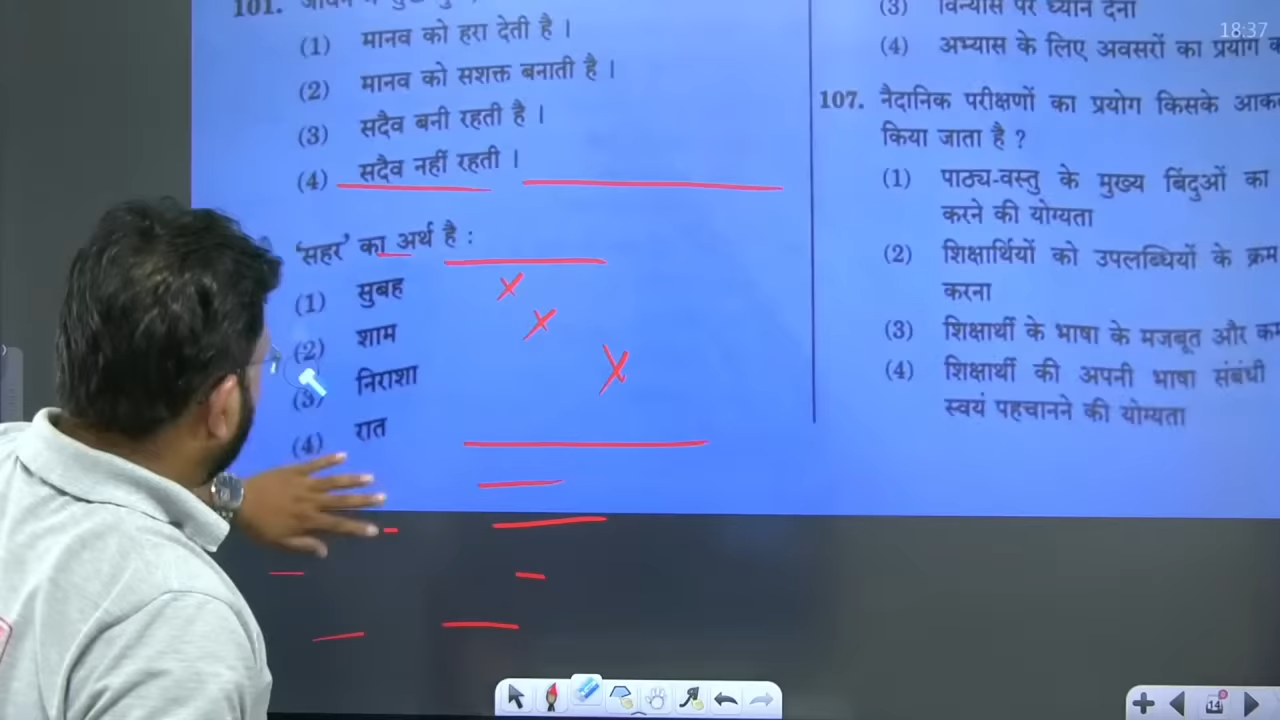 101.
(1) मानव को हरा देती है ।
(2) मानव को सशक्त बनाती है ।
(3) सदैव बनी रहती है ।
(4) सदैव नहीं रहती ।
‘सहर’ का अर्थ है :
(1) सुबह
(2) शाम
(3) निराशा
(4) रात
(3) विन्यास पर ध्यान देना
(4) अभ्यास के लिए अवसरों का प्रयोग
107. नैदानिक परीक्षणों का प्रयोग किसके
किया जाता है ?
(1) पाठ्य-वस्तु के मुख्य बिंदुओं का
करने की योग्यता
(2) शिक्षार्थियों को उपलब्धियों के क्रम
करना
(3) शिक्षार्थी के भाषा के मजबूत और
(4) शिक्षार्थी की अपनी भाषा संबंधी
स्वयं पहचानने की योग्यता
18:37
14